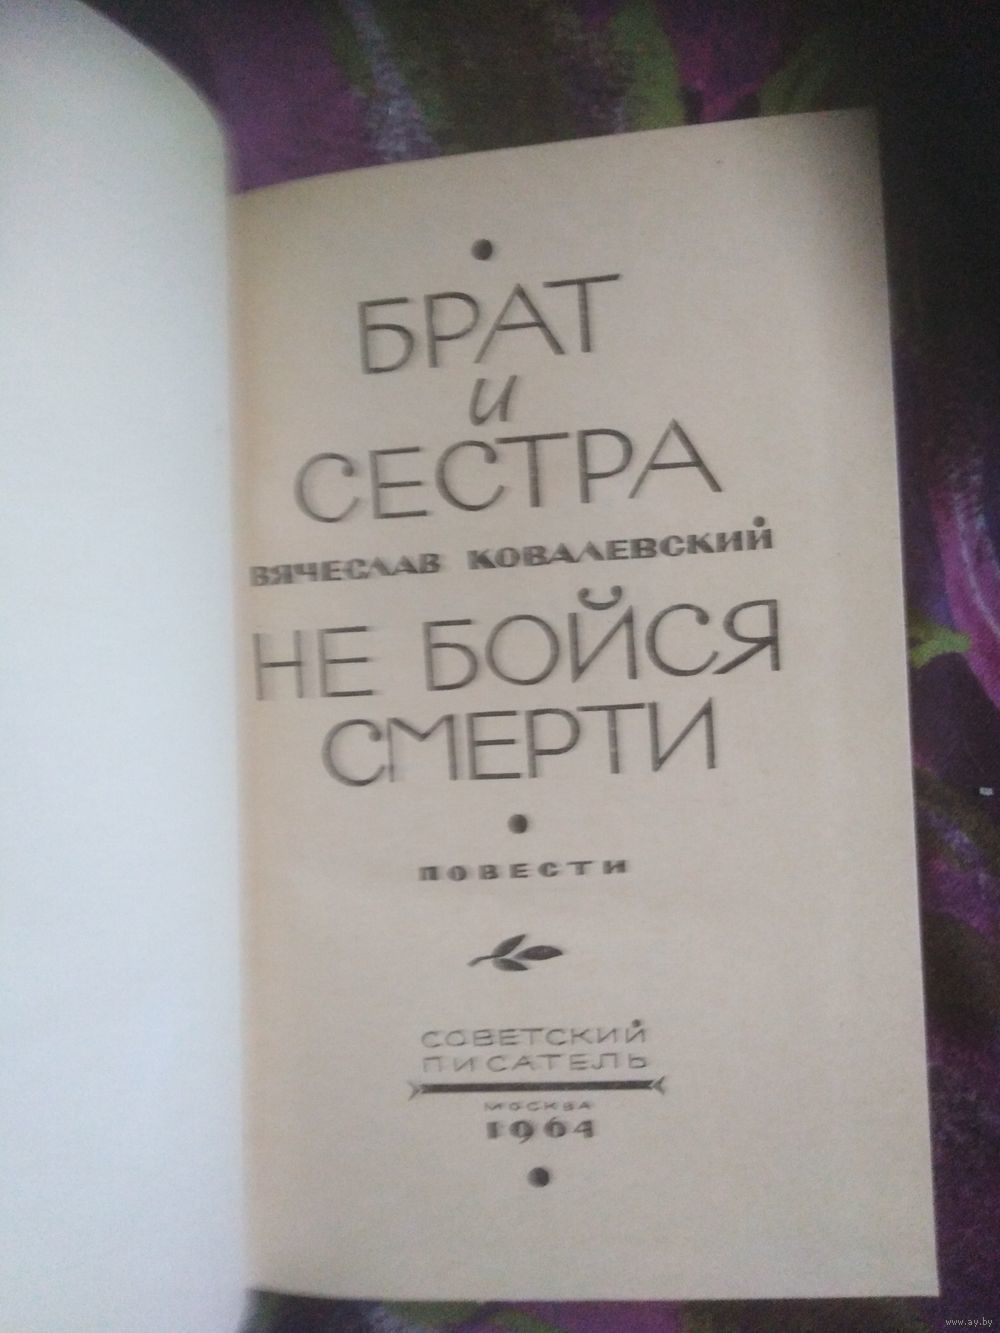 БРАТ
и
СЕСТРА
ВЯЧЕСЛАВ КОВАЛЕВСКИЙ
НЕ БОЙСЯ
СМЕРТИ
ПОВЕСТИ
СОВЕТСКИЙ
ПИСАТЕЛЬ
МОСКВА
1964
www.ay.by